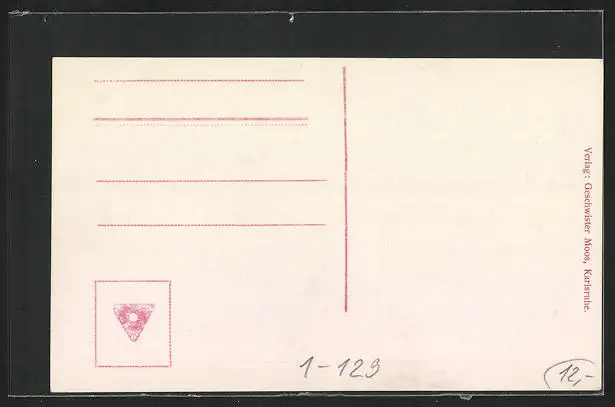 Verlag: Geschwister Moos, Karlsruhe.
1-129
12,-